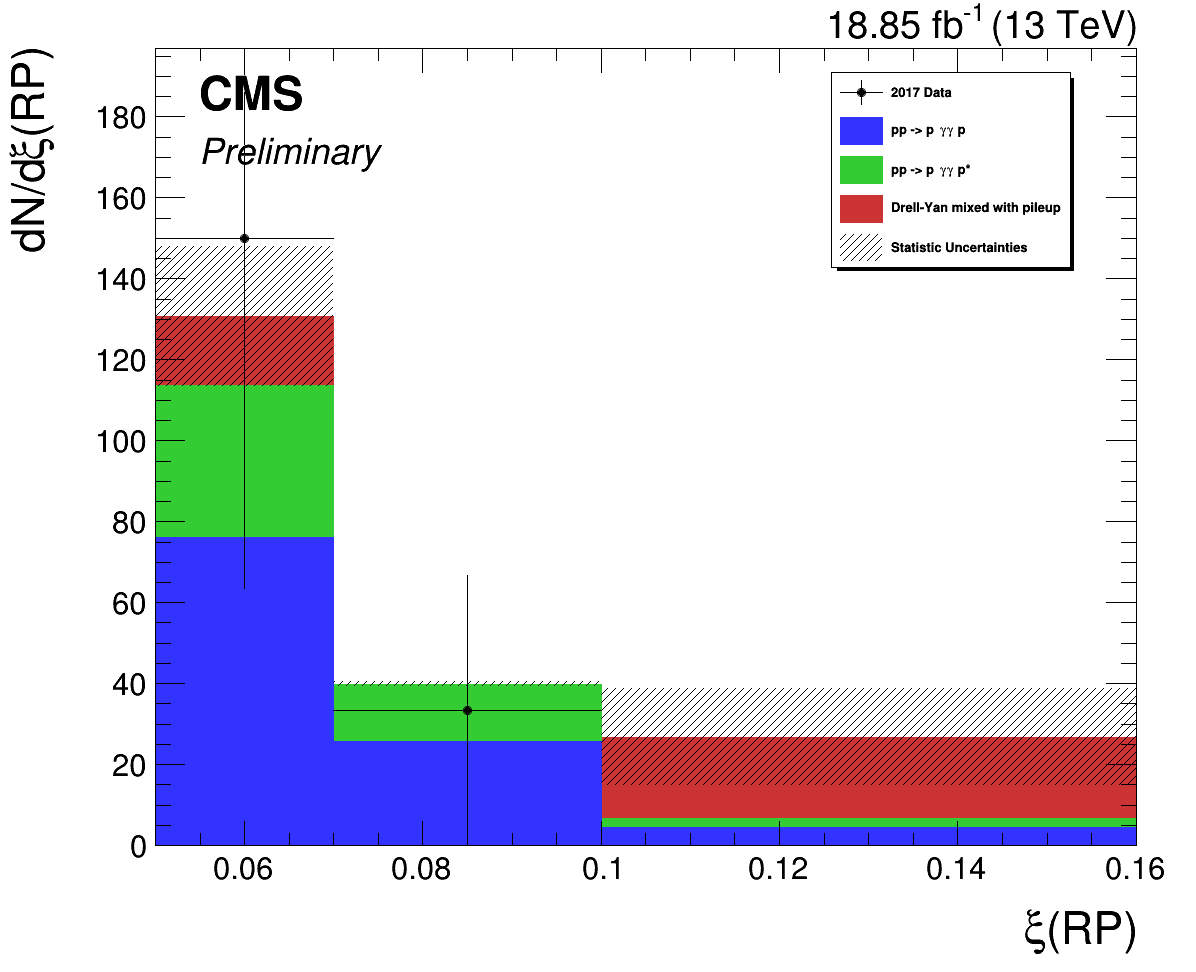 18.85 fb⁻¹ (13 TeV)
dN/dξ(RP)
CMS
Preliminary
2017 Data
pp -> p γγ p
pp -> p γγ p*
Drell-Yan mixed with pileup
Statistic Uncertainties
180
160
140
120
100
80
60
40
20
0
0.06 0.08 0.1 0.12 0.14 0.16
ξ(RP)